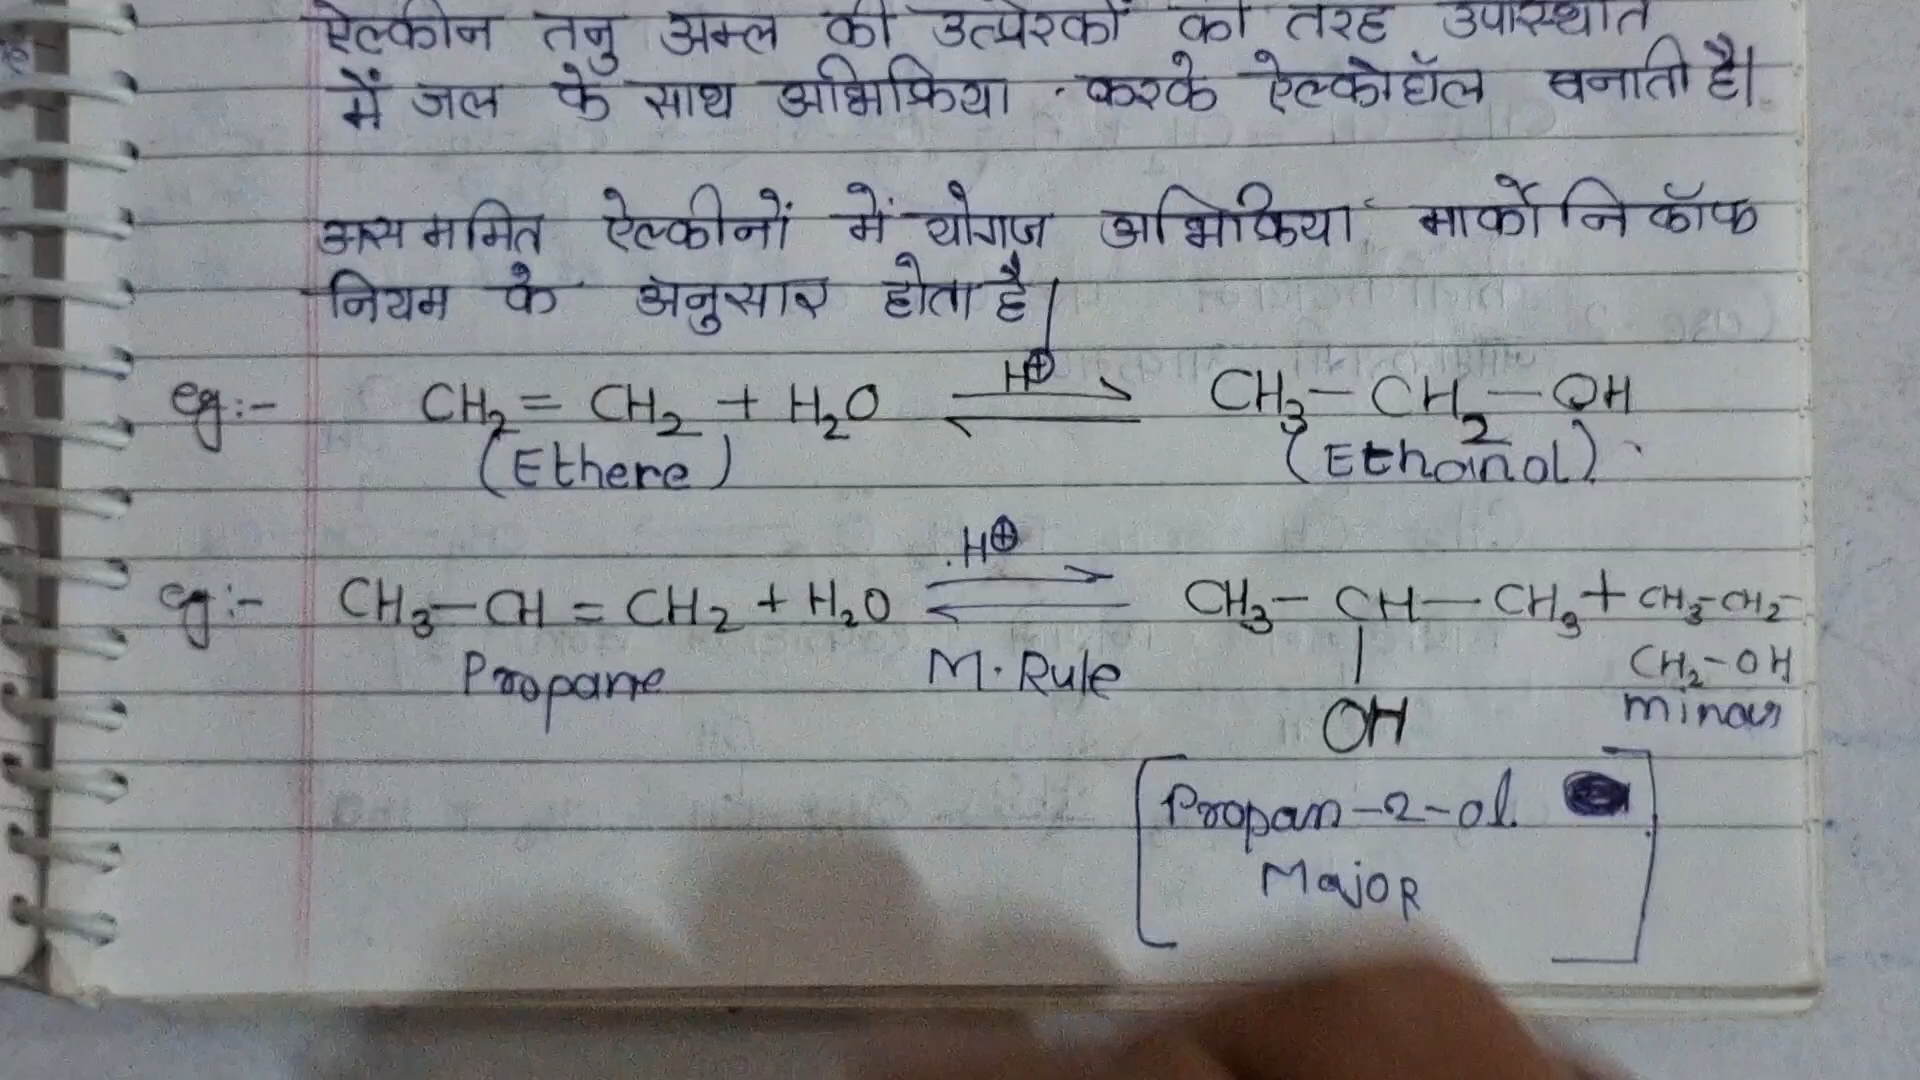 ऐल्कीन तनु अम्ल की उत्प्रेरकों की तरह उपस्थिति
में जल के साथ अभिक्रिया करके ऐल्कोहॉल बनाती है।
असममित ऐल्कीनों में योगज अभिक्रिया मार्कोनिकॉफ
नियम के अनुसार होता है।
eg:- CH₂ = CH₂ + H₂O ⇌ H⊕ CH₃ - CH₂ - OH
(Ethene) (Ethanol)
eg:- CH₃ - CH = CH₂ + H₂O ⇌ H⊕ CH₃ - CH - CH₃ + CH₃-CH₂-
Propane M. Rule | CH₂-OH
OH minor
[Propan-2-ol
Major]